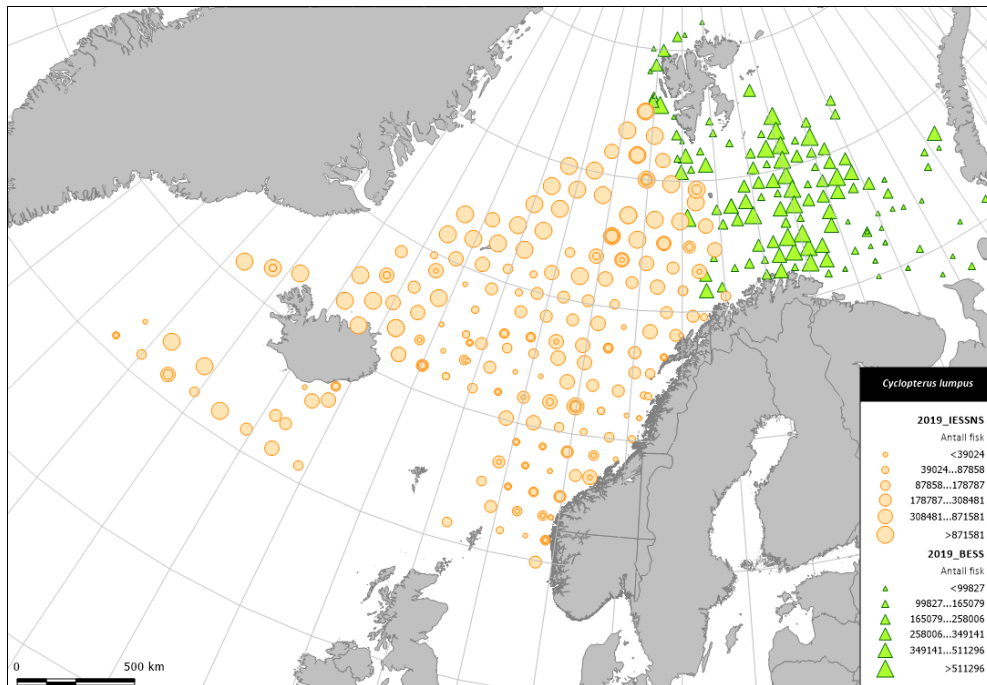 Cyclopterus lumpus
2019_IESSNS
Antall fisk
<39024
39024...87858
87858...178787
178787...308481
308481...871581
>871581
2019_BESS
Antall fisk
<99827
99827...165079
165079...258006
258006...349141
349141...511296
>511296
0 500 km